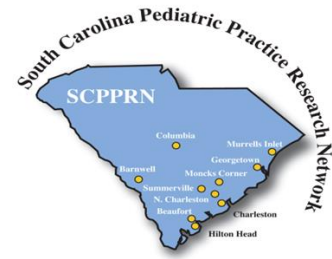 South Carolina Pediatric Practice Research Network
SCPPRN
Columbia
Murrells Inlet
Georgetown
Barnwell
Moncks Corner
Summerville
N. Charleston
Beaufort
Charleston
Hilton Head